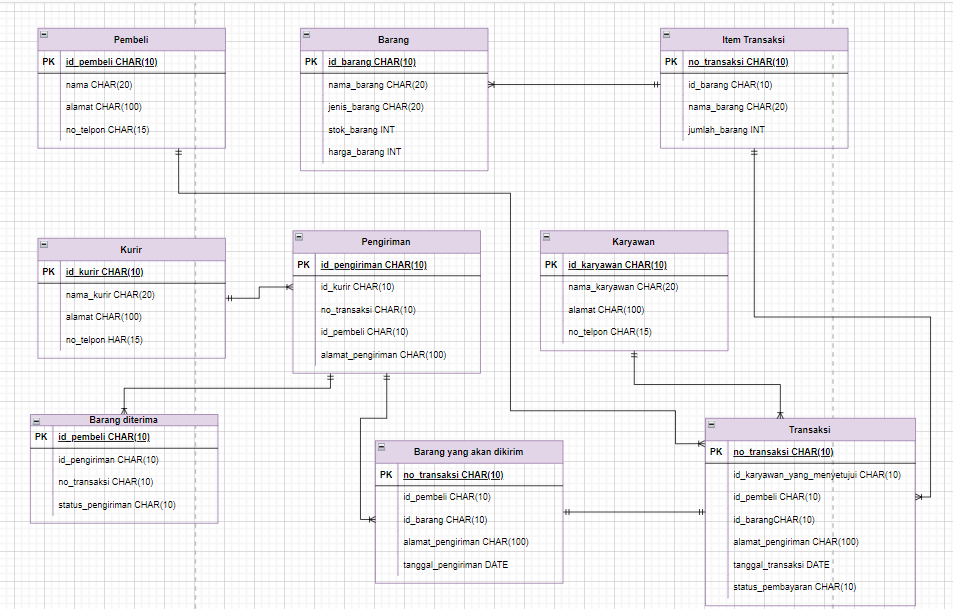 Pembeli
PK id_pembeli CHAR(10)
nama CHAR(20)
alamat CHAR(100)
no_telpon CHAR(15)
Barang
PK id_barang CHAR(10)
nama_barang CHAR(20)
jenis_barang CHAR(20)
stok_barang INT
harga_barang INT
Item Transaksi
PK no_transaksi CHAR(10)
id_barang CHAR(10)
nama_barang CHAR(20)
jumlah_barang INT
Kurir
PK id_kurir CHAR(10)
nama_kurir CHAR(20)
alamat CHAR(100)
no_telpon HAR(15)
Pengiriman
PK id_pengiriman CHAR(10)
id_kurir CHAR(10)
no_transaksi CHAR(10)
id_pembeli CHAR(10)
alamat_pengiriman CHAR(100)
Karyawan
PK id_karyawan CHAR(10)
nama_karyawan CHAR(20)
alamat CHAR(100)
no_telpon CHAR(15)
Barang diterima
PK id_pembeli CHAR(10)
id_pengiriman CHAR(10)
no_transaksi CHAR(10)
status_pengiriman CHAR(10)
Barang yang akan dikirim
PK no_transaksi CHAR(10)
id_pembeli CHAR(10)
id_barang CHAR(10)
alamat_pengiriman CHAR(100)
tanggal_pengiriman DATE
Transaksi
PK no_transaksi CHAR(10)
id_karyawan_yang_menyetujui CHAR(10)
id_pembeli CHAR(10)
id_barangCHAR(10)
alamat_pengiriman CHAR(100)
tanggal_transaksi DATE
status_pembayaran CHAR(10)